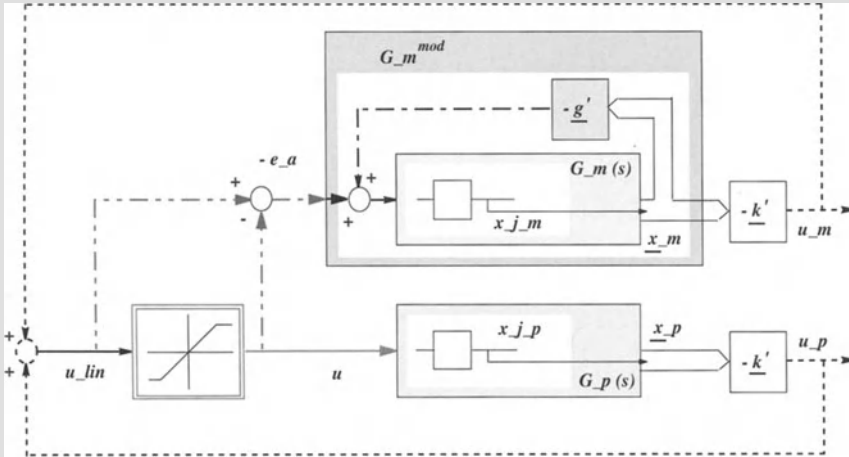 G_m mod
- g'
- e_a
G_m (s)
+
+
+
-
x_j_m
x_m
- k'
u_m
x_j_p
x_p
u_p
+
+
u_lin
u
G_p (s)
- k'